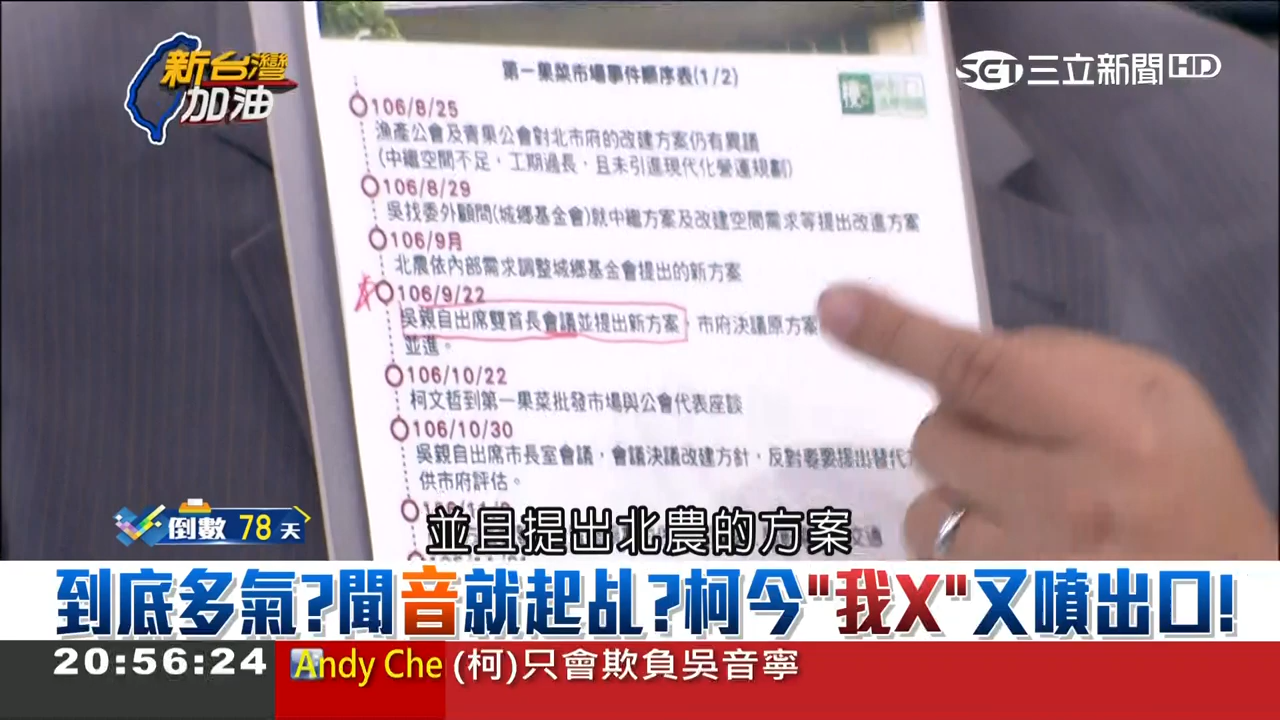 新台灣
加油
SET三立新聞HD
第一果菜市場事件順序表(1/2)
106/8/25
漁產公會及青果公會對北市府的改建方案仍有異議
(中繼空間不足，工期過長，且未引進現代化營運規劃)
106/8/29
吳找委外顧問(城鄉基金會)就中繼方案及改建空間需求等提出改進方案
106/9月
北農依內部需求調整城鄉基金會提出的新方案
106/9/22
吳親自出席雙首長會議並提出新方案，市府決議原方案
並進。
106/10/22
柯文哲到第一果菜批發市場與公會代表座談
106/10/30
吳親自出席市長室會議，會議決議改建方針，反對者要提出替代方
供市府評估。
交通
並且提出北農的方案
倒數 78 天
到底多氣?聞音就起乩?柯今"我X"又噴出口!
20:56:24
Andy Che (柯)只會欺負吳音寧